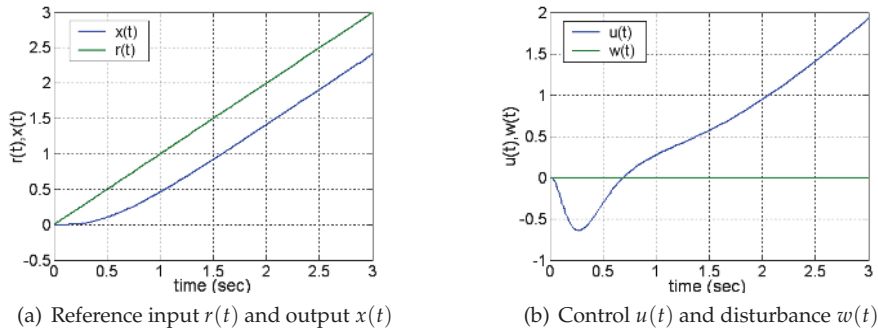 x(t)
r(t)
r(t),x(t)
3
2.5
2
1.5
1
0.5
0
-0.5
0 0.5 1 1.5 2 2.5 3
time (sec)
(a) Reference input r(t) and output x(t)
u(t)
w(t)
u(t),w(t)
2
1.5
1
0.5
0
-0.5
-1
0 0.5 1 1.5 2 2.5 3
time (sec)
(b) Control u(t) and disturbance w(t)